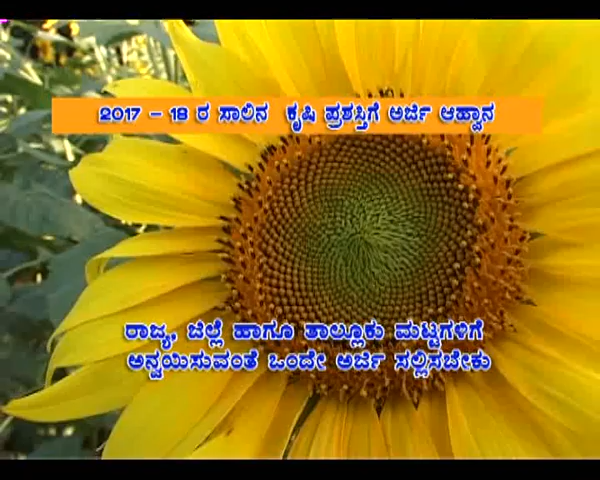 2017 - 18 ರ ಸಾಲಿನ ಕೃಷಿ ಪ್ರಶಸ್ತಿಗೆ ಅರ್ಜಿ ಆಹ್ವಾನ
ರಾಜ್ಯ, ಜಿಲ್ಲೆ ಹಾಗೂ ತಾಲ್ಲೂಕು ಮಟ್ಟಗಳಿಗೆ
ಅನ್ವಯಿಸುವಂತೆ ಒಂದೇ ಅರ್ಜಿ ಸಲ್ಲಿಸಬೇಕು